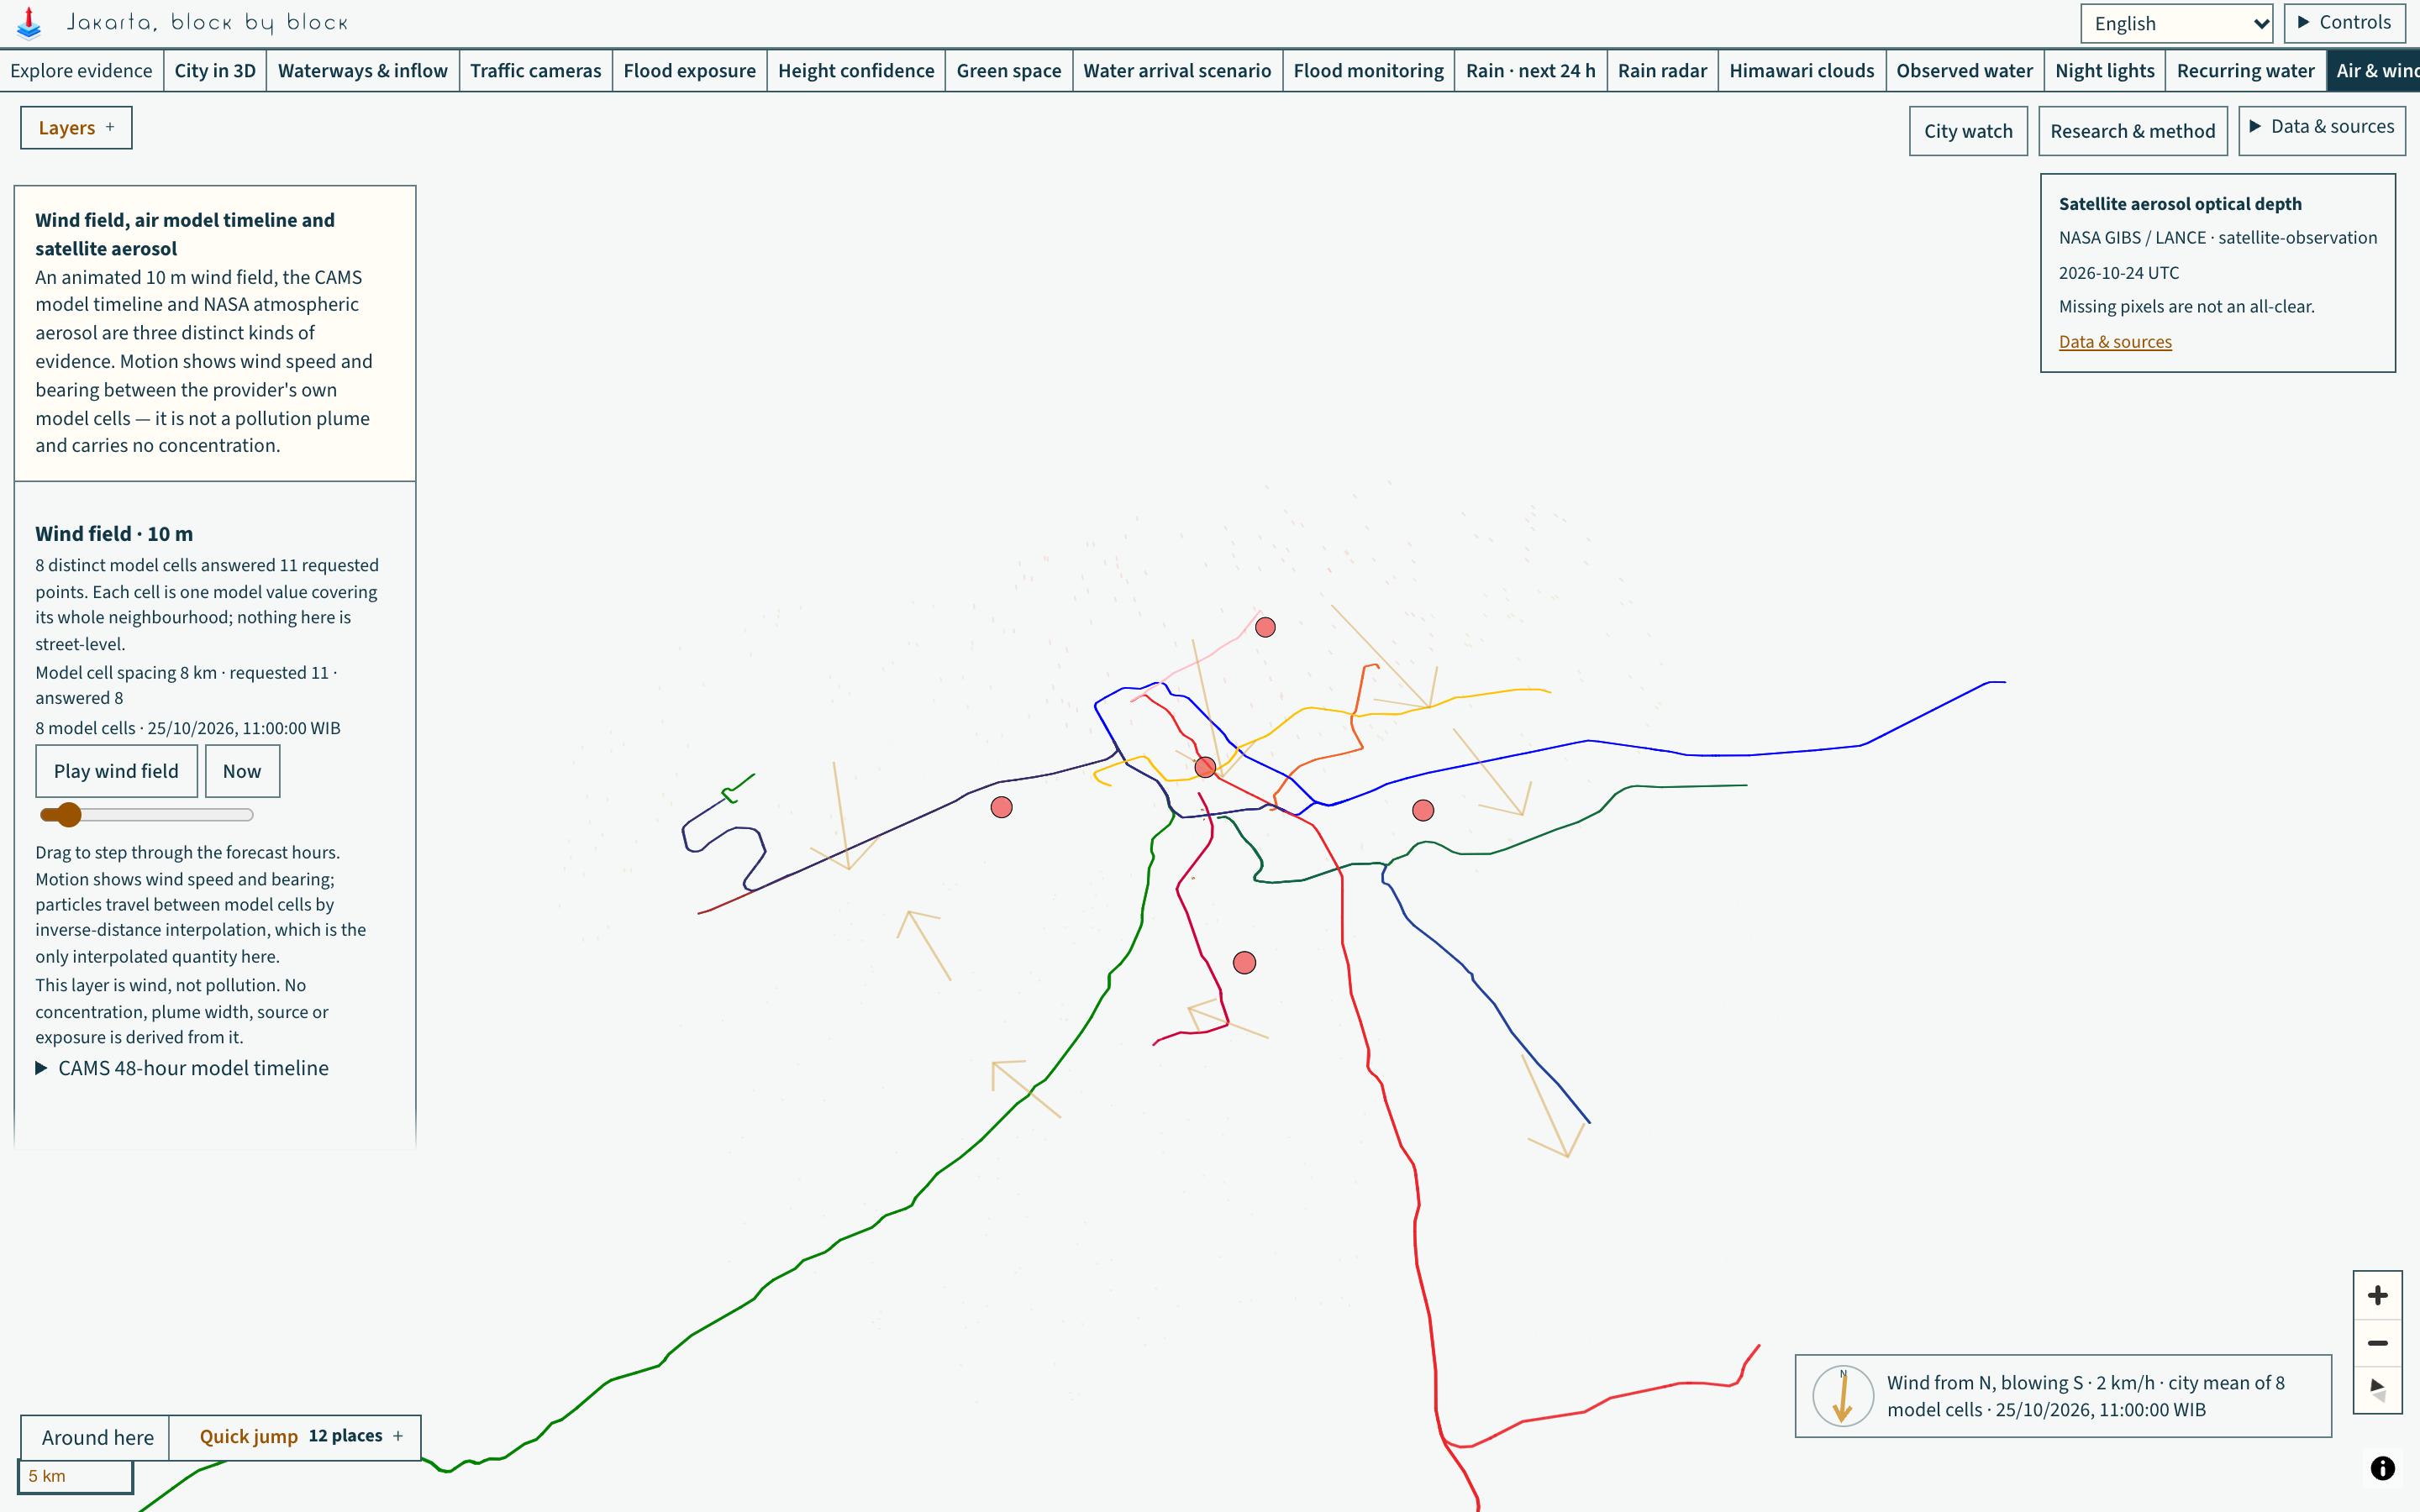 Jakarta, block by block
English
Controls
Explore evidence
City in 3D
Waterways & inflow
Traffic cameras
Flood exposure
Height confidence
Green space
Water arrival scenario
Flood monitoring
Rain · next 24 h
Rain radar
Himawari clouds
Observed water
Night lights
Recurring water
Air & wind
Layers +
City watch
Research & method
Data & sources
Wind field, air model timeline and
satellite aerosol
An animated 10 m wind field, the CAMS
model timeline and NASA atmospheric
aerosol are three distinct kinds of
evidence. Motion shows wind speed and
bearing between the provider's own
model cells — it is not a pollution plume
and carries no concentration.
Wind field · 10 m
8 distinct model cells answered 11 requested
points. Each cell is one model value covering
its whole neighbourhood; nothing here is
street-level.
Model cell spacing 8 km · requested 11 ·
answered 8
8 model cells · 25/10/2026, 11:00:00 WIB
Play wind field
Now
Drag to step through the forecast hours.
Motion shows wind speed and bearing;
particles travel between model cells by
inverse-distance interpolation, which is the
only interpolated quantity here.
This layer is wind, not pollution. No
concentration, plume width, source or
exposure is derived from it.
CAMS 48-hour model timeline
Satellite aerosol optical depth
NASA GIBS / LANCE · satellite-observation
2026-10-24 UTC
Missing pixels are not an all-clear.
Data & sources
Around here
Quick jump 12 places +
5 km
N
Wind from N, blowing S · 2 km/h · city mean of 8
model cells · 25/10/2026, 11:00:00 WIB